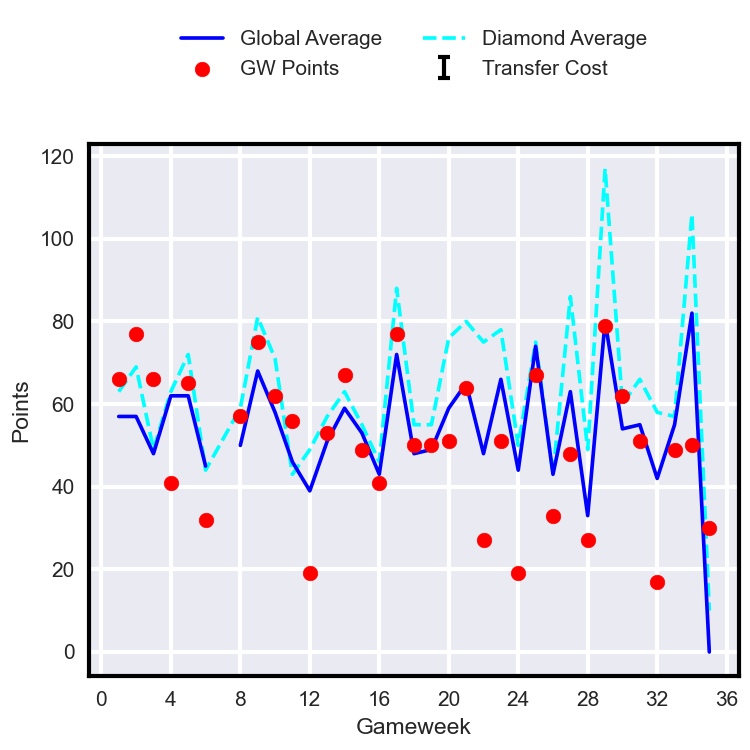 Global Average
Diamond Average
GW Points
Transfer Cost
120
100
80
60
40
20
0
Points
0 4 8 12 16 20 24 28 32 36
Gameweek